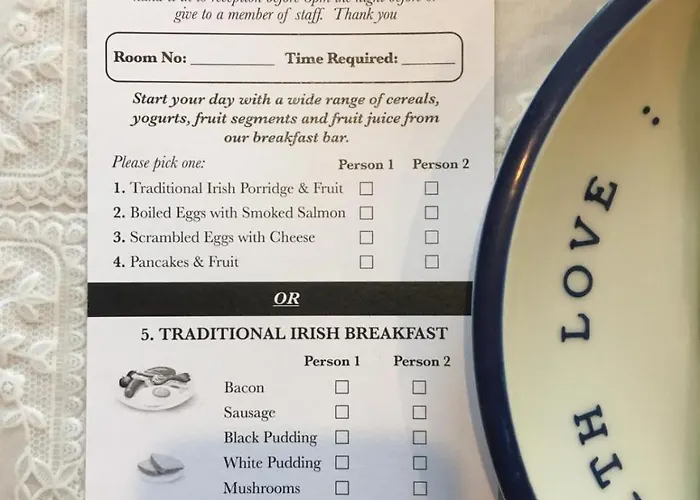 give to a member of staff. Thank you
Room No: __________ Time Required: ______
Start your day with a wide range of cereals,
yogurts, fruit segments and fruit juice from
our breakfast bar.
Please pick one: Person 1 Person 2
1. Traditional Irish Porridge & Fruit ☐ ☐
2. Boiled Eggs with Smoked Salmon ☐ ☐
3. Scrambled Eggs with Cheese ☐ ☐
4. Pancakes & Fruit ☐ ☐
OR
5. TRADITIONAL IRISH BREAKFAST
Person 1 Person 2
Bacon ☐ ☐
Sausage ☐ ☐
Black Pudding ☐ ☐
White Pudding ☐ ☐
Mushrooms ☐ ☐
TH LOVE